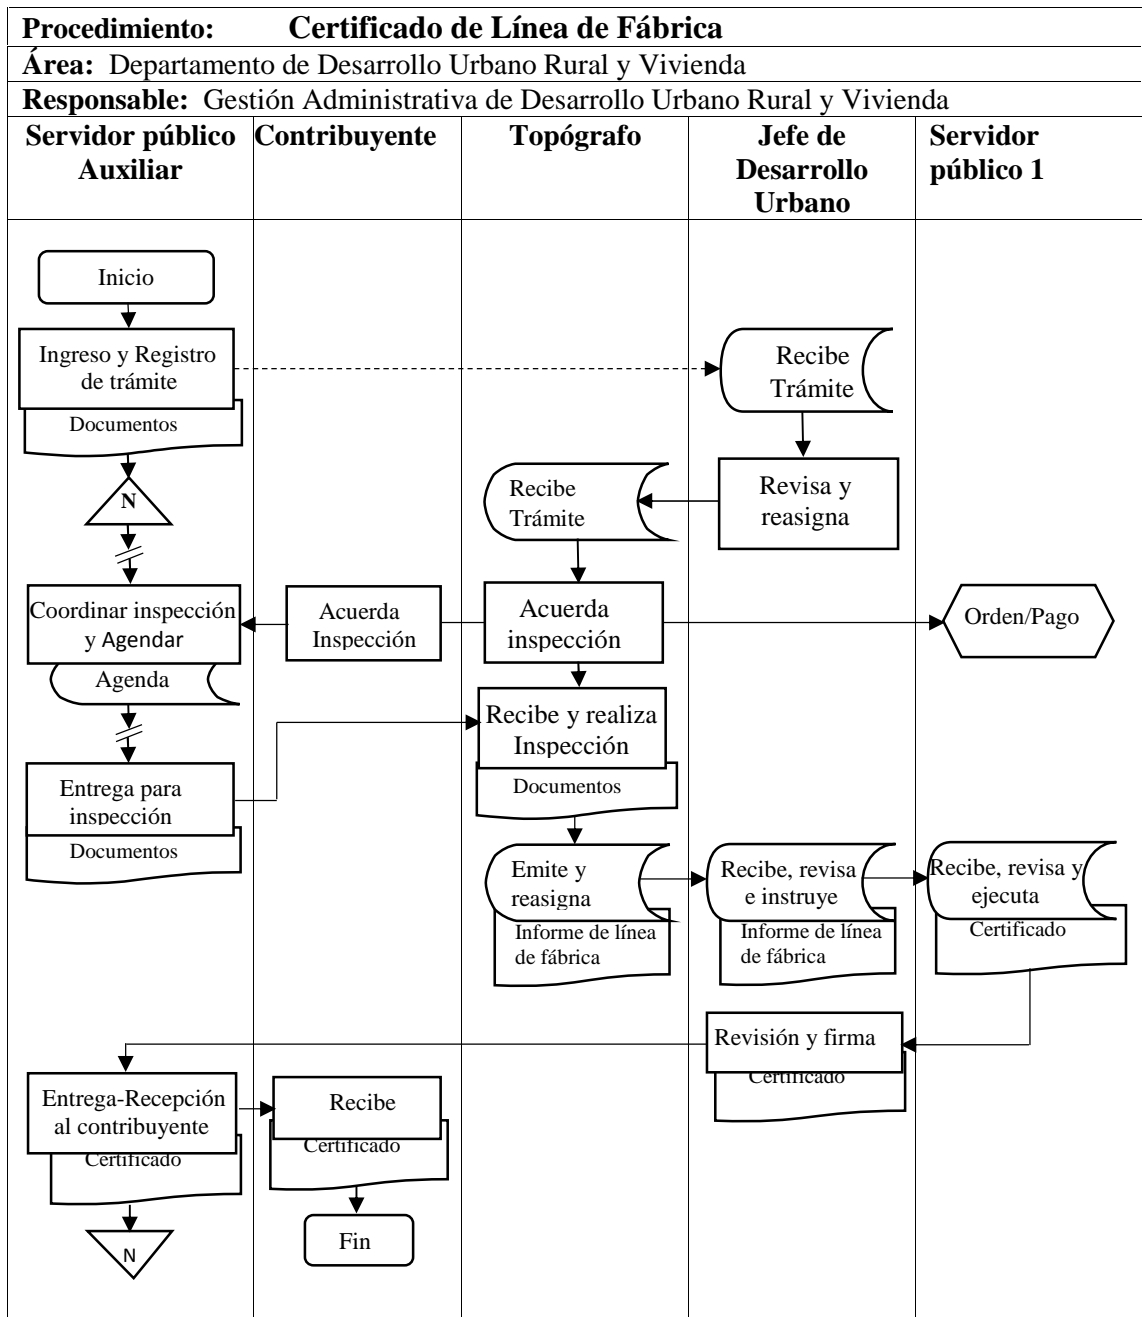 Procedimiento: Certificado de Línea de Fábrica
Área: Departamento de Desarrollo Urbano Rural y Vivienda
Responsable: Gestión Administrativa de Desarrollo Urbano Rural y Vivienda
Servidor público
Auxiliar
Contribuyente
Topógrafo
Jefe de
Desarrollo
Urbano
Servidor
público 1
Inicio
Ingreso y Registro
de trámite
Documentos
N
Recibe
Trámite
Revisa y
reasigna
Recibe
Trámite
Coordinar inspección
y Agendar
Agenda
Acuerda
Inspección
Acuerda
inspección
Orden/Pago
Recibe y realiza
Inspección
Documentos
Entrega para
inspección
Documentos
Emite y
reasigna
Informe de línea
de fábrica
Recibe, revisa
e instruye
Informe de línea
de fábrica
Recibe, revisa y
ejecuta
Certificado
Revisión y firma
Certificado
Entrega-Recepción
al contribuyente
Certificado
N
Recibe
Certificado
Fin